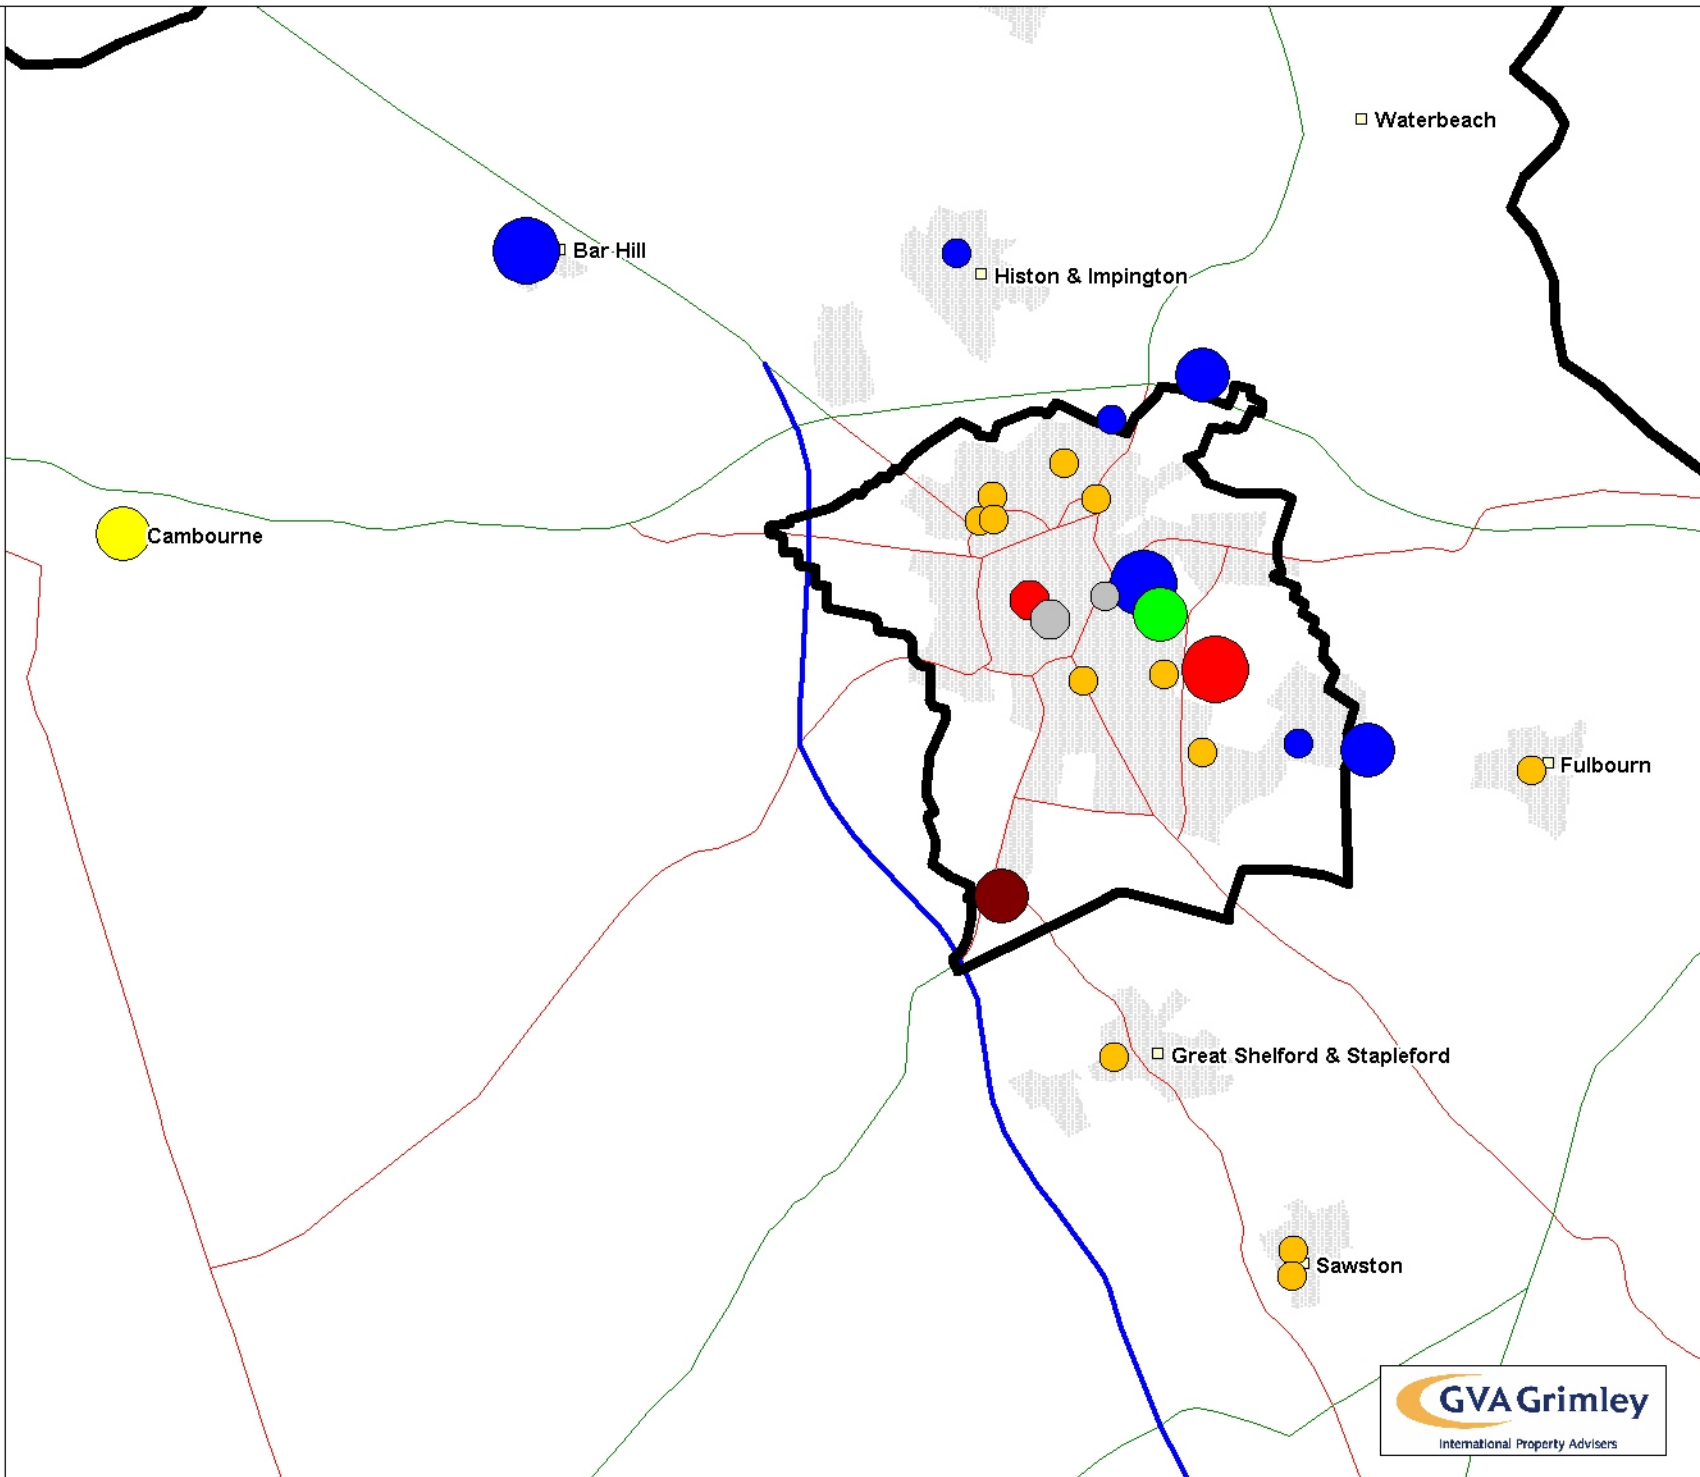 Waterbeach
Bar Hill
Histon & Impington
Cambourne
Fulbourn
Great Shelford & Stapleford
Sawston
GVA Grimley
International Property Advisers